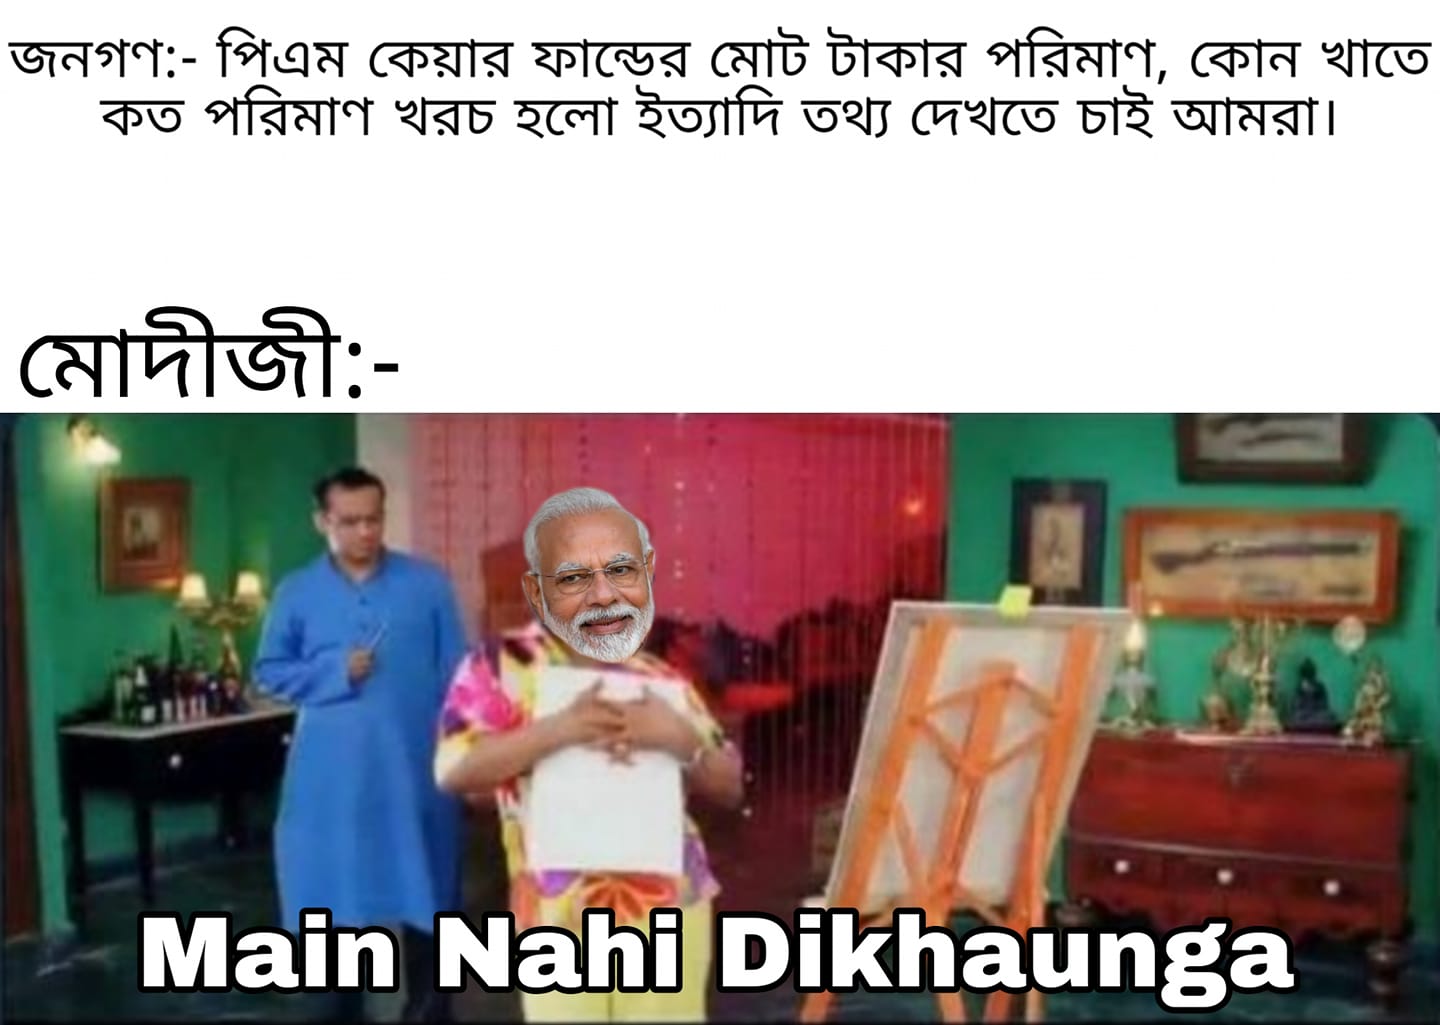 জনগণ:- পিএম কেয়ার ফান্ডের মোট টাকার পরিমাণ, কোন খাতে
কত পরিমাণ খরচ হলো ইত্যাদি তথ্য দেখতে চাই আমরা।
মোদীজী:-
Main Nahi Dikhaunga